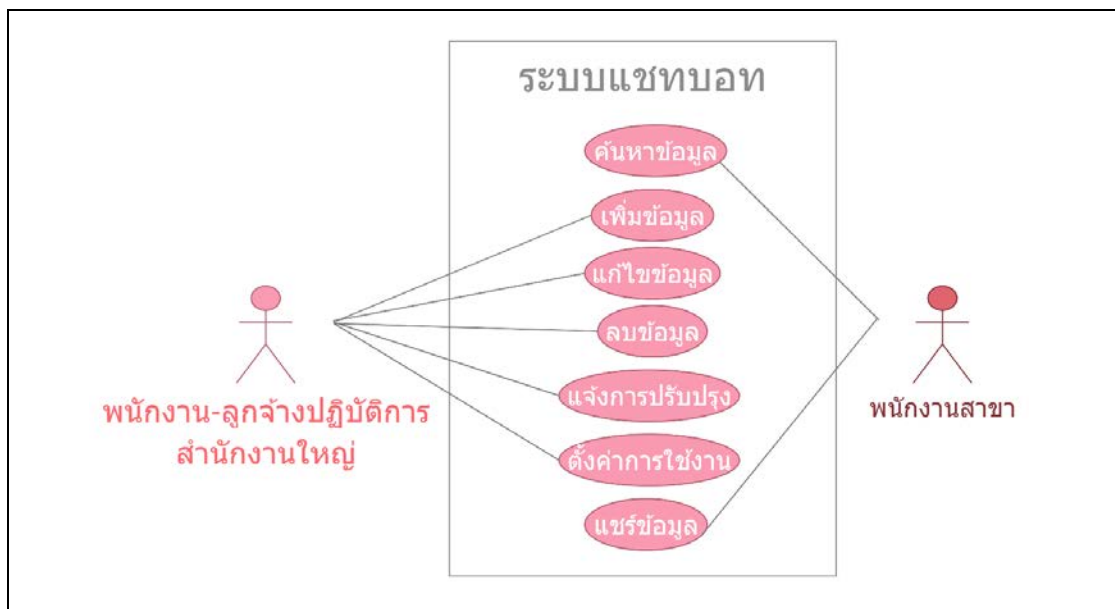 ระบบแชทบอท
ค้นหาข้อมูล
เพิ่มข้อมูล
แก้ไขข้อมูล
ลบข้อมูล
แจ้งการปรับปรุง
ตั้งค่าการใช้งาน
แชร์ข้อมูล
พนักงาน-ลูกจ้างปฏิบัติการ
สำนักงานใหญ่
พนักงานสาขา